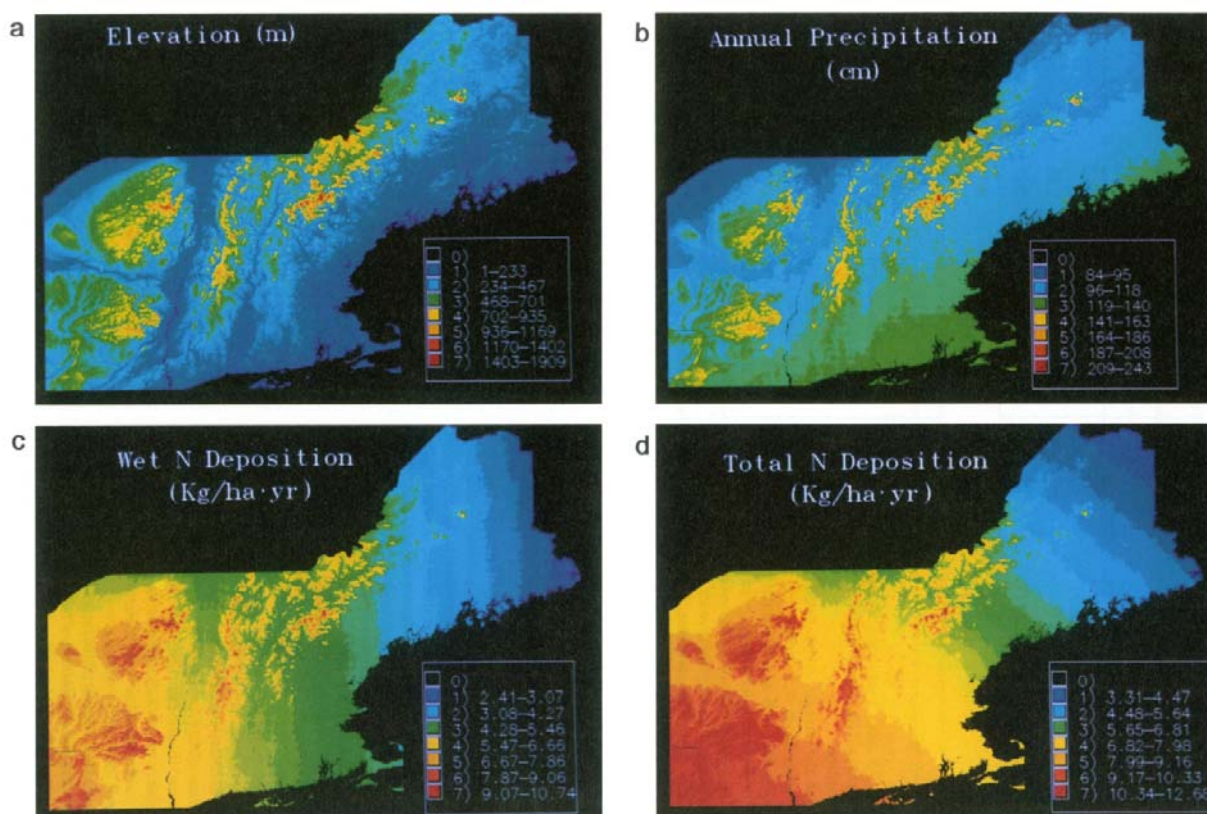 a
Elevation (m)
0)
1) 1-233
2) 234-467
3) 468-701
4) 702-935
5) 936-1169
6) 1170-1402
7) 1403-1909
b
Annual Precipitation
(cm)
0)
1) 84-95
2) 96-118
3) 119-140
4) 141-163
5) 164-186
6) 187-208
7) 209-243
c
Wet N Deposition
(Kg/ha·yr)
0)
1) 2.41-3.07
2) 3.08-4.27
3) 4.28-5.46
4) 5.47-6.66
5) 6.67-7.86
6) 7.87-9.06
7) 9.07-10.74
d
Total N Deposition
(Kg/ha·yr)
0)
1) 3.31-4.47
2) 4.48-5.64
3) 5.65-6.81
4) 6.82-7.98
5) 7.99-9.16
6) 9.17-10.33
7) 10.34-12.68